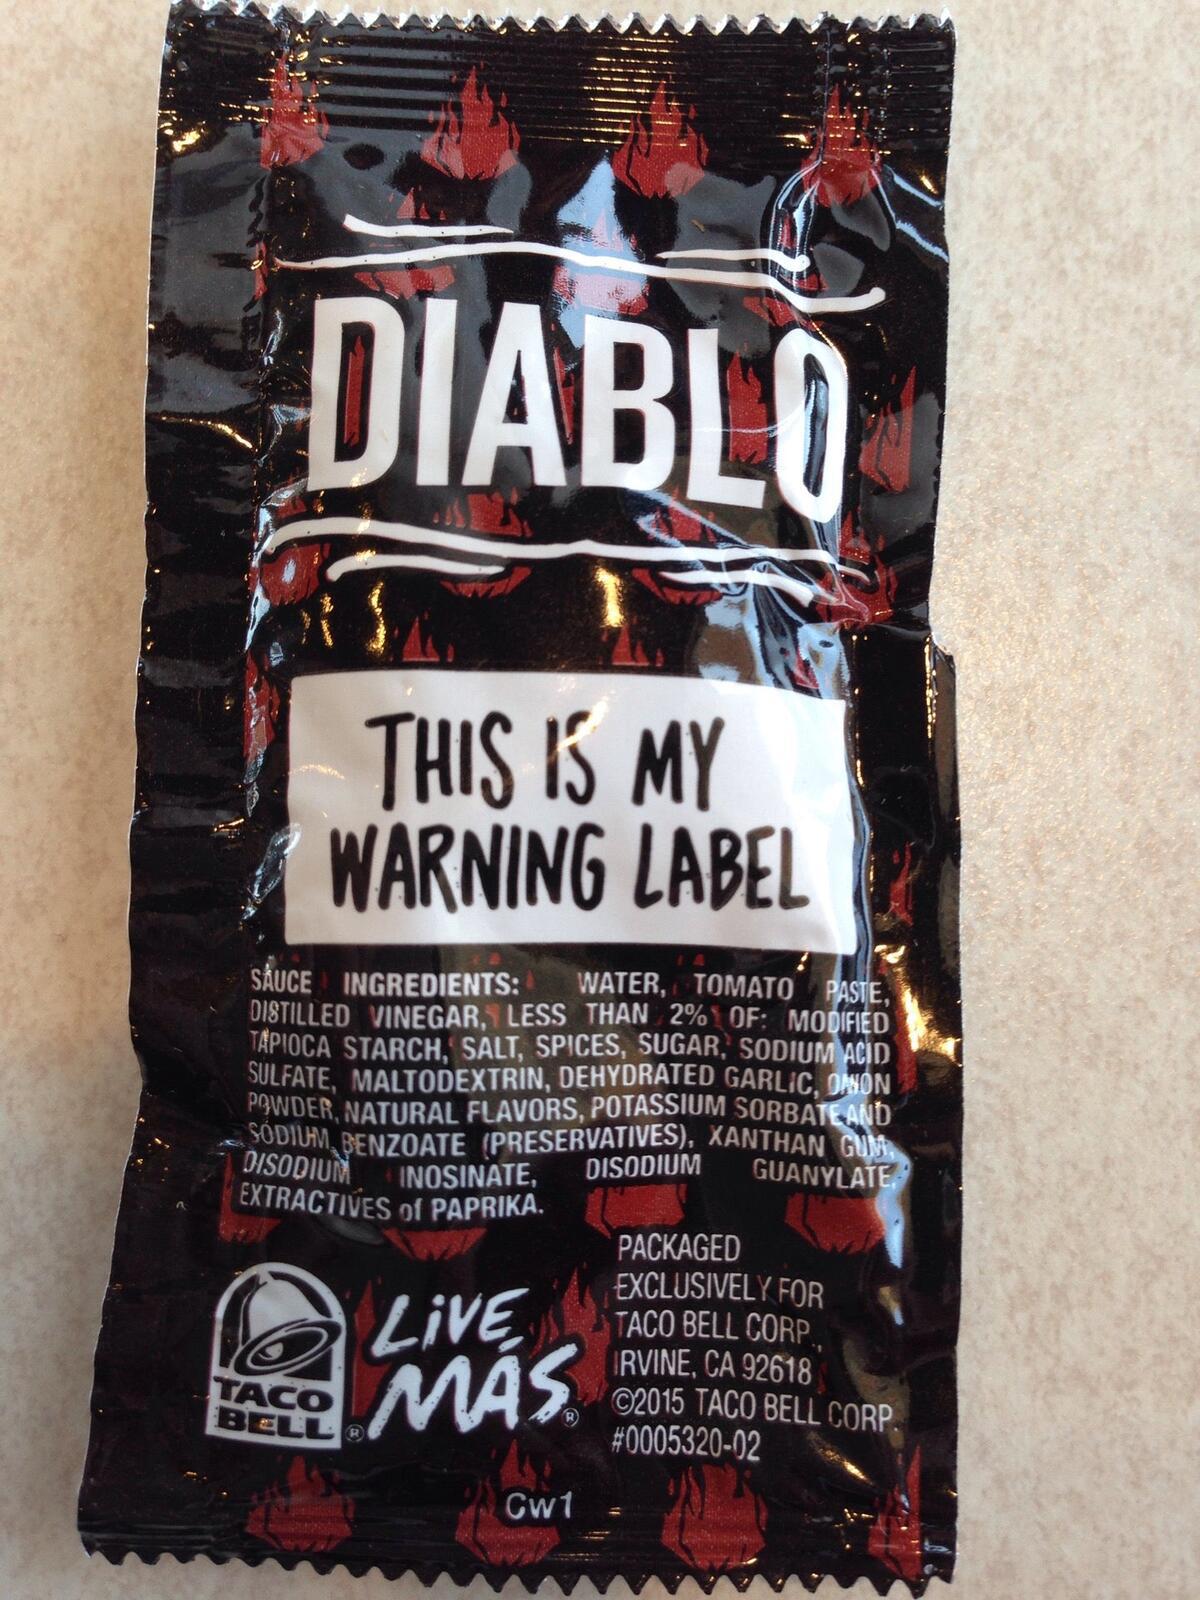 DIABLO
THIS IS MY
WARNING LABEL
SAUCE INGREDIENTS: WATER, TOMATO PASTE,
DISTILLED VINEGAR, LESS THAN 2% OF: MODIFIED
TAPIOCA STARCH, SALT, SPICES, SUGAR, SODIUM ACID
SULFATE, MALTODEXTRIN, DEHYDRATED GARLIC, ONION
POWDER, NATURAL FLAVORS, POTASSIUM SORBATE AND
SODIUM BENZOATE (PRESERVATIVES), XANTHAN GUM,
DISODIUM INOSINATE, DISODIUM GUANYLATE,
EXTRACTIVES of PAPRIKA.
TACO
BELL®
LiVE
MÁS®
PACKAGED
EXCLUSIVELY FOR
TACO BELL CORP.,
IRVINE, CA 92618
©2015 TACO BELL CORP.
#0005320-02
Cw1